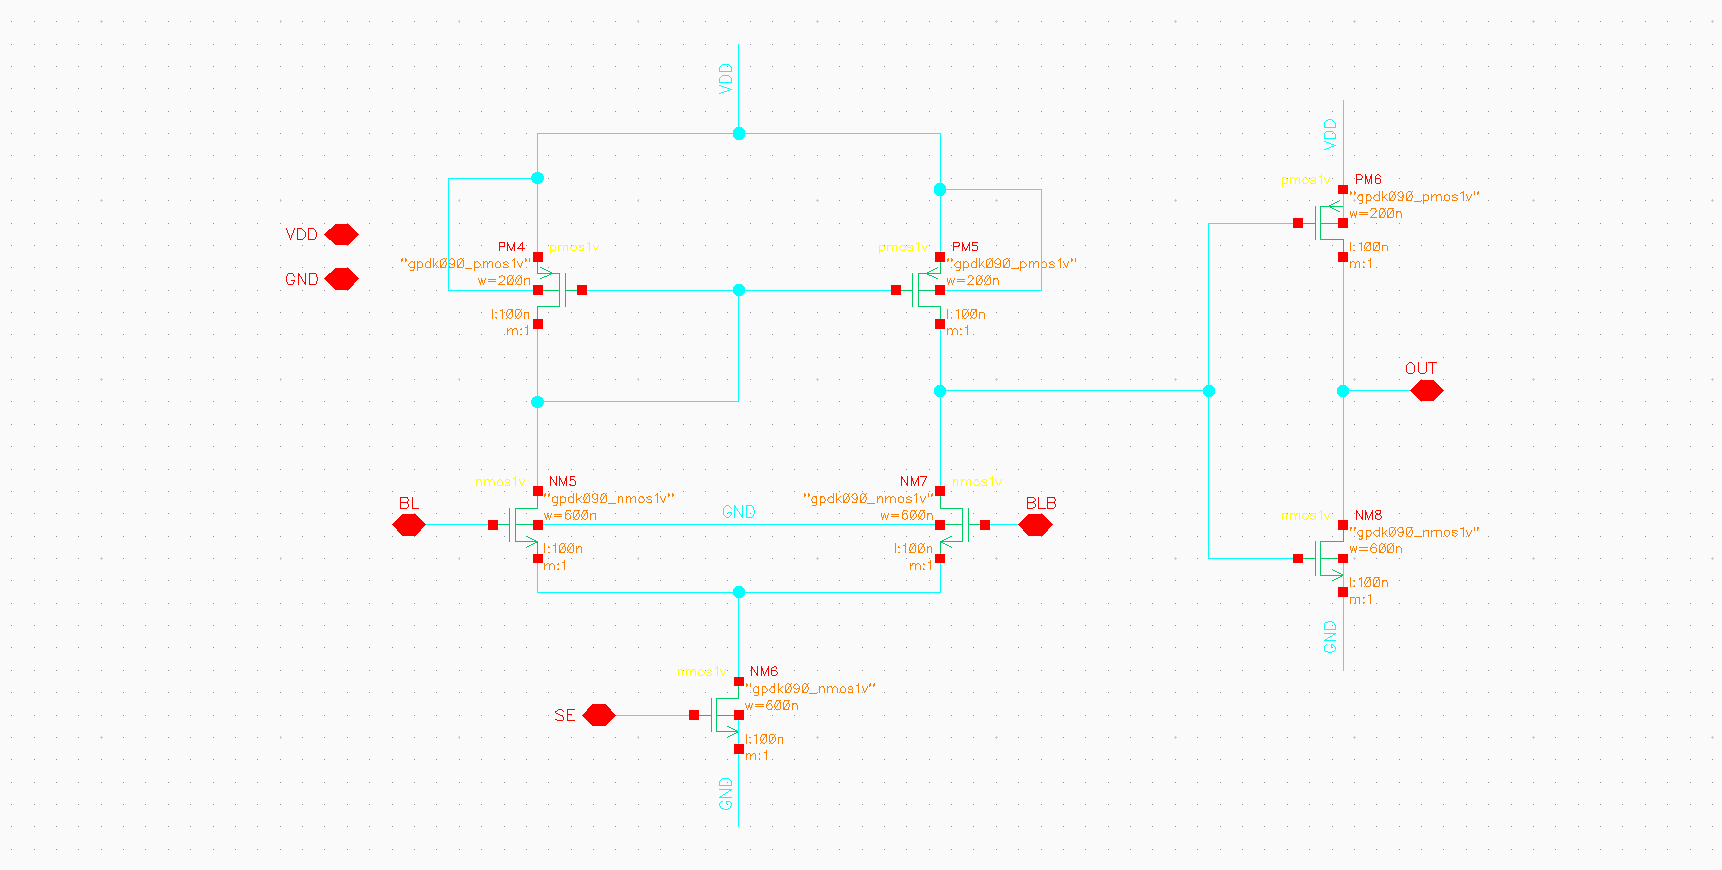 VDD
VDD
pmos1v
PM6
"gpdk090_pmos1v"
w=200n
l:100n
m:1
VDD
GND
PM4
pmos1v
"gpdk090_pmos1v"
w=200n
l:100n
m:1
pmos1v
PM5
"gpdk090_pmos1v"
w=200n
l:100n
m:1
OUT
nmos1v
NM5
"gpdk090_nmos1v"
w=600n
l:100n
m:1
BL
GND
NM7
nmos1v
"gpdk090_nmos1v"
w=600n
l:100n
m:1
BLB
nmos1v
NM8
"gpdk090_nmos1v"
w=600n
l:100n
m:1
GND
nmos1v
NM6
"gpdk090_nmos1v"
w=600n
l:100n
m:1
SE
GND